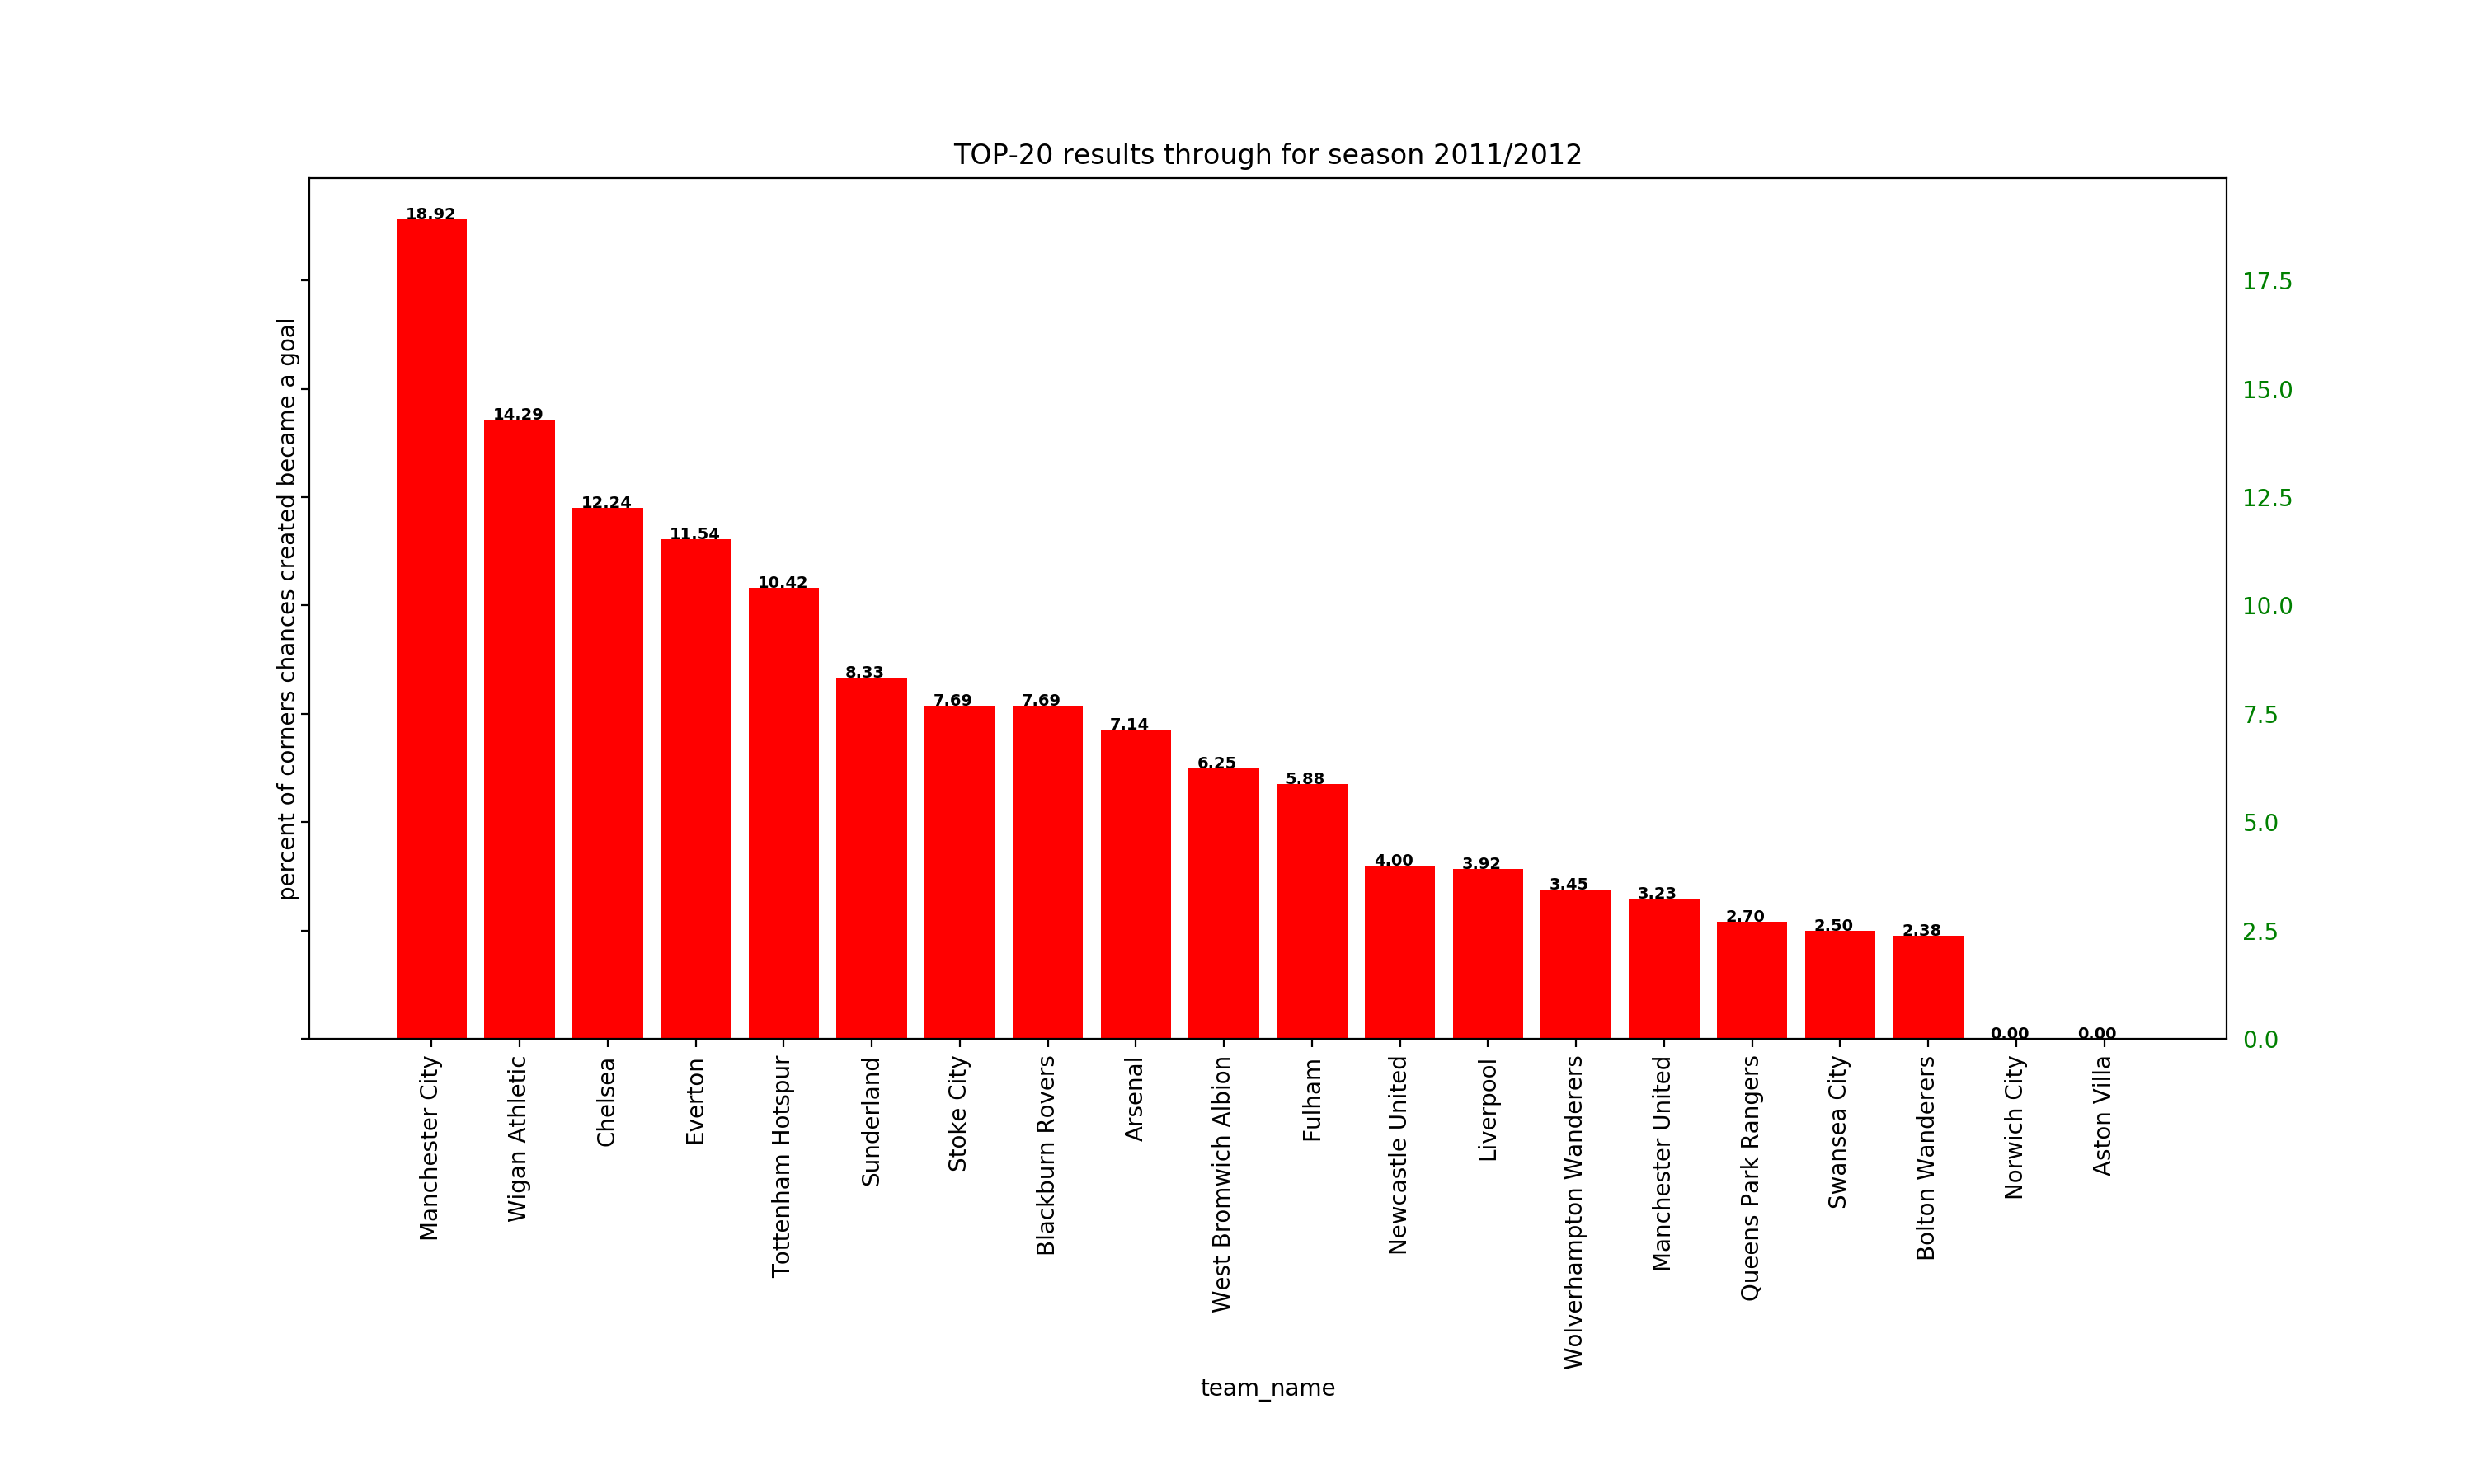 TOP-20 results through for season 2011/2012
percent of corners chances created became a goal
18.92
14.29
12.24
11.54
10.42
8.33
7.69
7.69
7.14
6.25
5.88
4.00
3.92
3.45
3.23
2.70
2.50
2.38
0.00
0.00
17.5
15.0
12.5
10.0
7.5
5.0
2.5
0.0
Manchester City
Wigan Athletic
Chelsea
Everton
Tottenham Hotspur
Sunderland
Stoke City
Blackburn Rovers
Arsenal
West Bromwich Albion
Fulham
Newcastle United
Liverpool
Wolverhampton Wanderers
Manchester United
Queens Park Rangers
Swansea City
Bolton Wanderers
Norwich City
Aston Villa
team_name